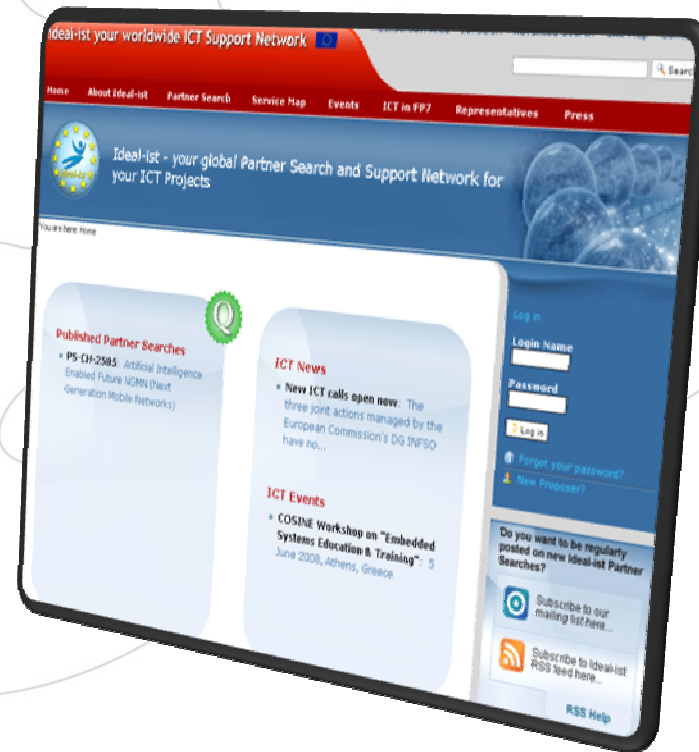 Ideal-ist your worldwide ICT Support Network
Search
Home About Ideal-ist Partner Search Service Map Events ICT in FP7 Representatives Press
Ideal-ist - your global Partner Search and Support Network for
your ICT Projects
You are here: Home
Q
Published Partner Searches
PS-CH-2585: Artificial Intelligence
Enabled Future NGMN (Next
Generation Mobile Networks)
ICT News
New ICT calls open now: The
three joint actions managed by the
European Commission's DG INFSO
have no...
ICT Events
COSINE Workshop on "Embedded
Systems Education & Training": 5
June 2008, Athens, Greece
Log in
Login Name
Password
Log in
Forgot your password?
New Proposer?
Do you want to be regularly
posted on new Ideal-ist Partner
Searches?
Subscribe to our
mailing list here...
Subscribe to Ideal-ist
RSS feed here...
RSS Help